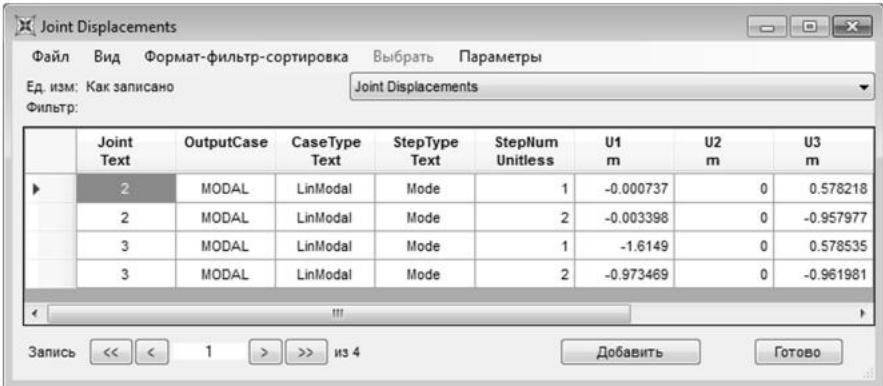 Joint Displacements
Файл Вид Формат-фильтр-сортировка Выбрать Параметры
Ед. изм: Как записано Joint Displacements
Фильтр:
Joint OutputCase CaseType StepType StepNum U1 U2 U3
Text Text Text Unitless m m m
2 MODAL LinModal Mode 1 -0.000737 0 0.578218
2 MODAL LinModal Mode 2 -0.003398 0 -0.957977
3 MODAL LinModal Mode 1 -1.6149 0 0.578535
3 MODAL LinModal Mode 2 -0.973469 0 -0.961981
Запись << < 1 > >> из 4 Добавить Готово